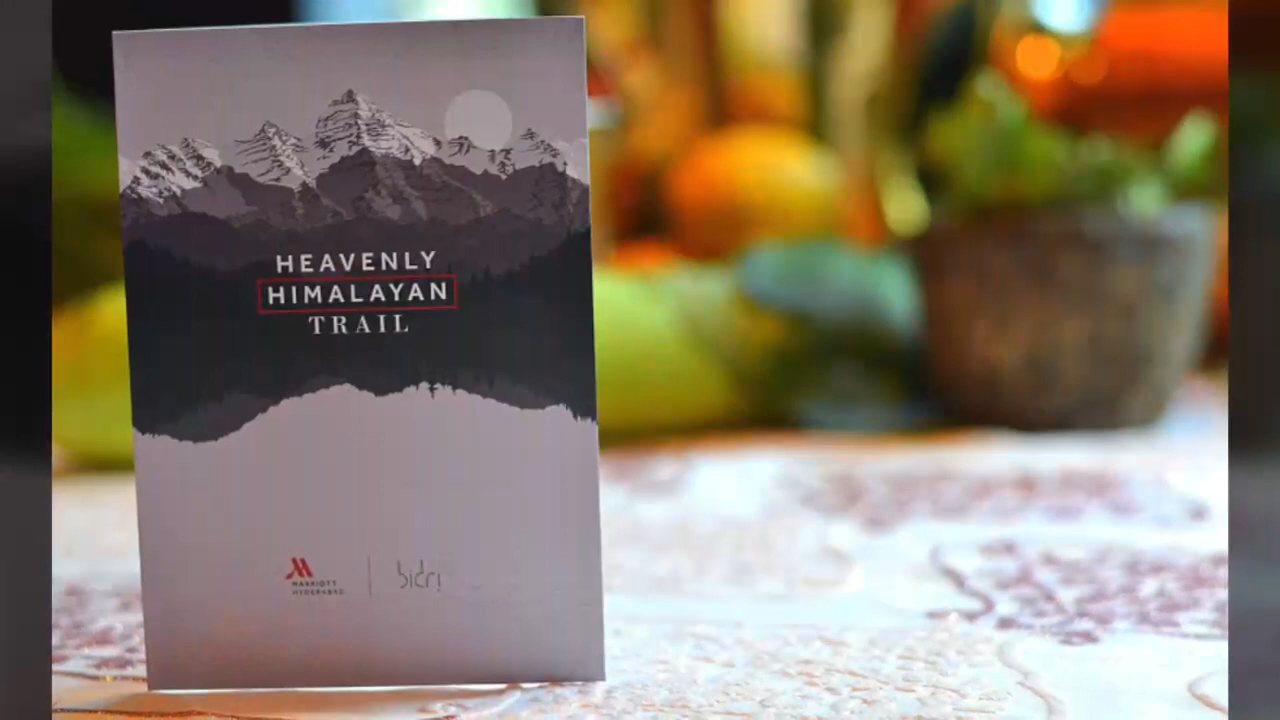 HEAVENLY
HIMALAYAN
TRAIL
MARRIOTT
HYDERABAD
bidri